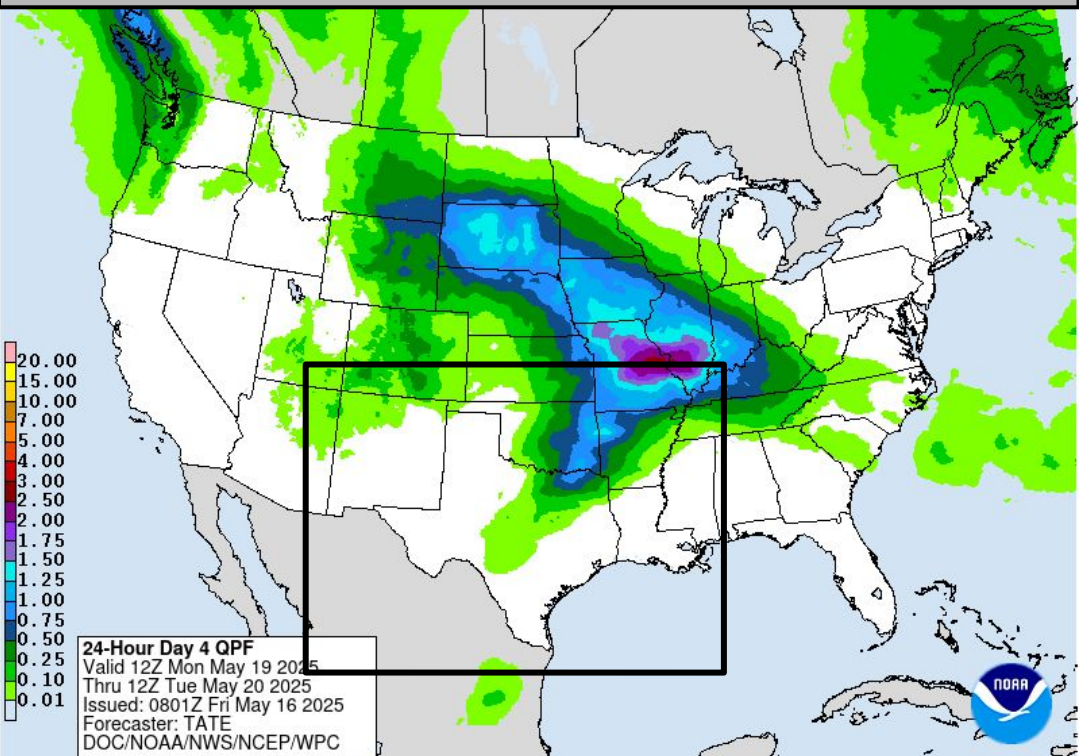 20.00
15.00
10.00
7.00
5.00
4.00
3.00
2.50
2.00
1.75
1.50
1.25
1.00
0.75
0.50
0.25
0.10
0.01
24-Hour Day 4 QPF
Valid 12Z Mon May 19 2025
Thru 12Z Tue May 20 2025
Issued: 0801Z Fri May 16 2025
Forecaster: TATE
DOC/NOAA/NWS/NCEP/WPC
NOAA